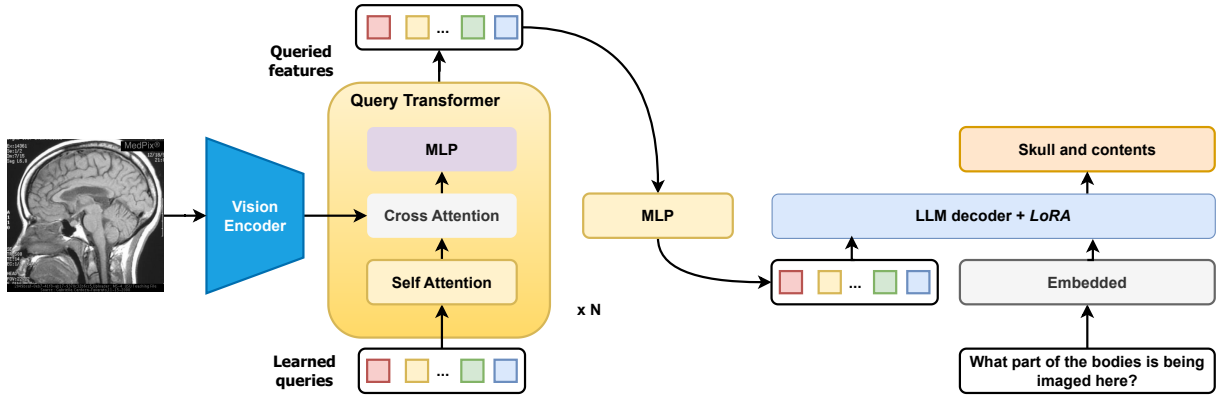 ...
Queried
features
Query Transformer
MLP
Cross Attention
Self Attention
x N
Learned
queries
...
MedPix®
Vision
Encoder
MLP
...
Skull and contents
LLM decoder + LoRA
Embedded
What part of the bodies is being
imaged here?